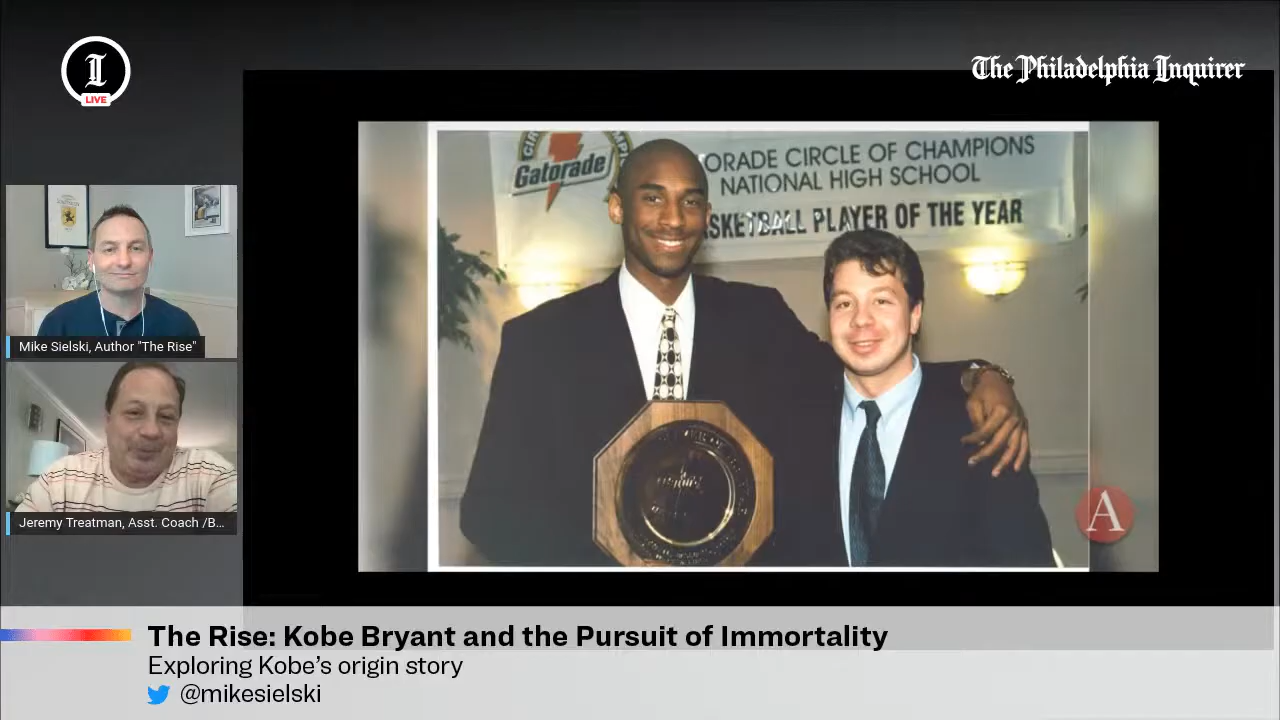 I
LIVE
The Philadelphia Inquirer
Gatorade
ORADE CIRCLE OF CHAMPIONS
NATIONAL HIGH SCHOOL
SKETBALL PLAYER OF THE YEAR
A
Mike Sielski, Author "The Rise"
Jeremy Treatman, Asst. Coach /B...
The Rise: Kobe Bryant and the Pursuit of Immortality
Exploring Kobe's origin story
@mikesielski